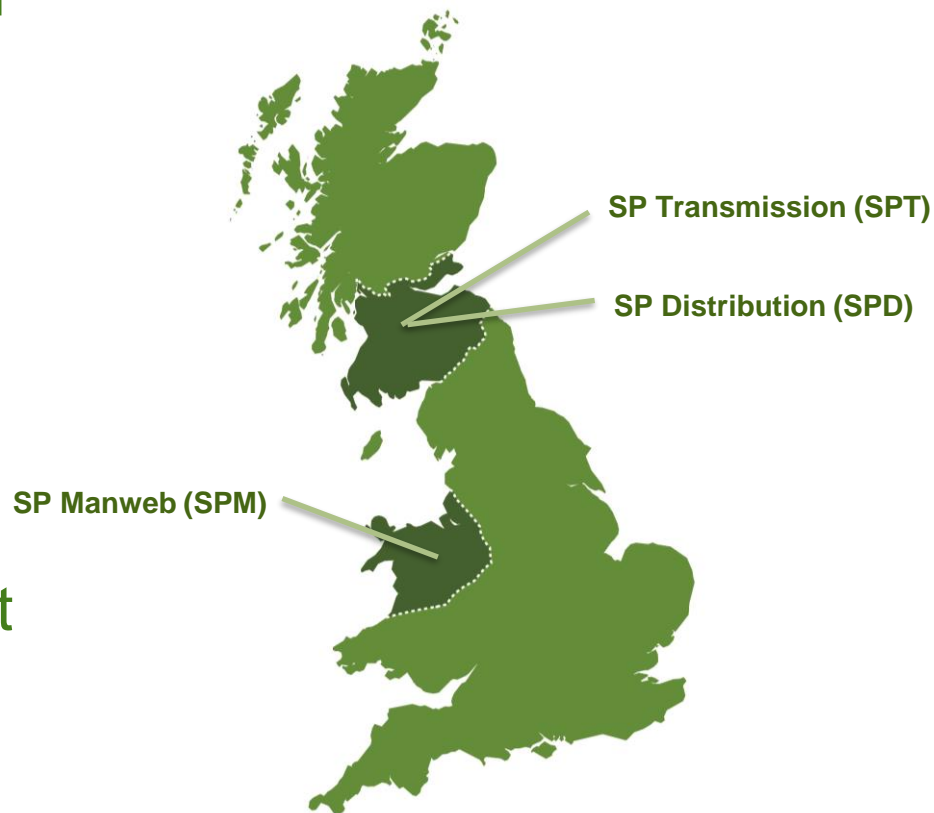 SP Transmission (SPT)
SP Distribution (SPD)
SP Manweb (SPM)
t